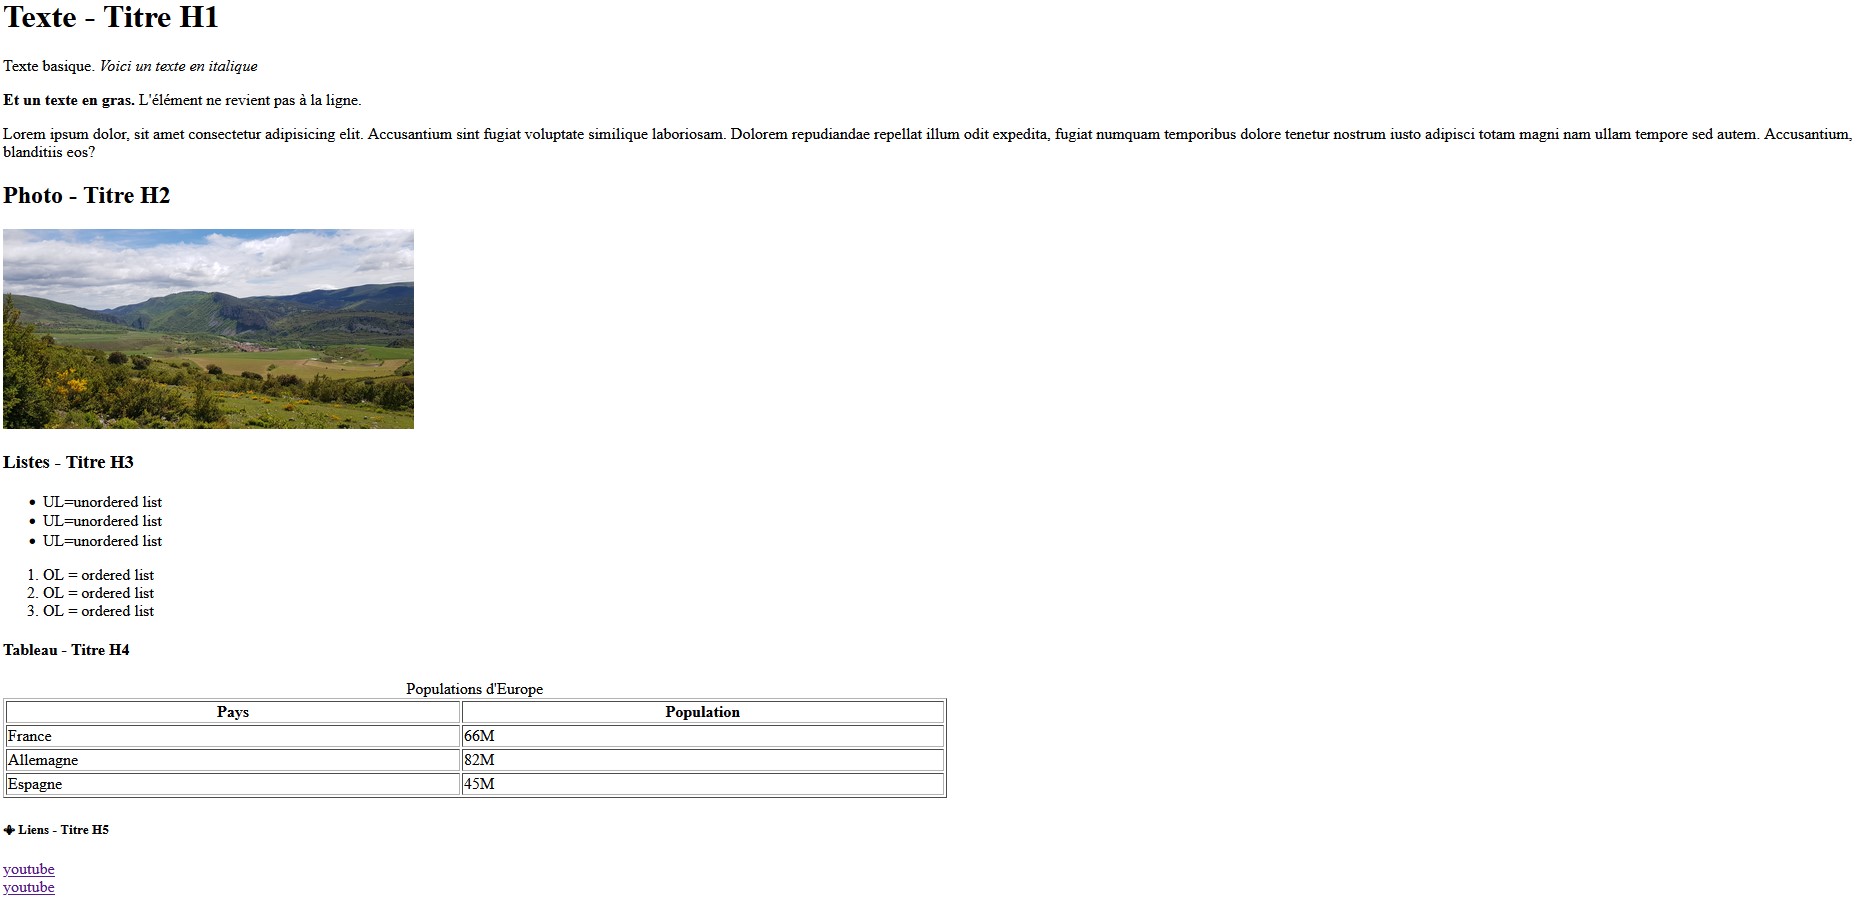 Texte - Titre H1
Texte basique. Voici un texte en italique
Et un texte en gras. L'élément ne revient pas à la ligne.
Lorem ipsum dolor, sit amet consectetur adipisicing elit. Accusantium sint fugiat voluptate similique laboriosam. Dolorem repudiandae repellat illum odit expedita, fugiat numquam temporibus dolore tenetur nostrum iusto adipisci totam magni nam ullam tempore sed autem. Accusantium,
blanditiis eos?
Photo - Titre H2
Listes - Titre H3
• UL=unordered list
• UL=unordered list
• UL=unordered list
1. OL = ordered list
2. OL = ordered list
3. OL = ordered list
Tableau - Titre H4
Populations d'Europe
Pays Population
France 66M
Allemagne 82M
Espagne 45M
Liens - Titre H5
youtube
youtube